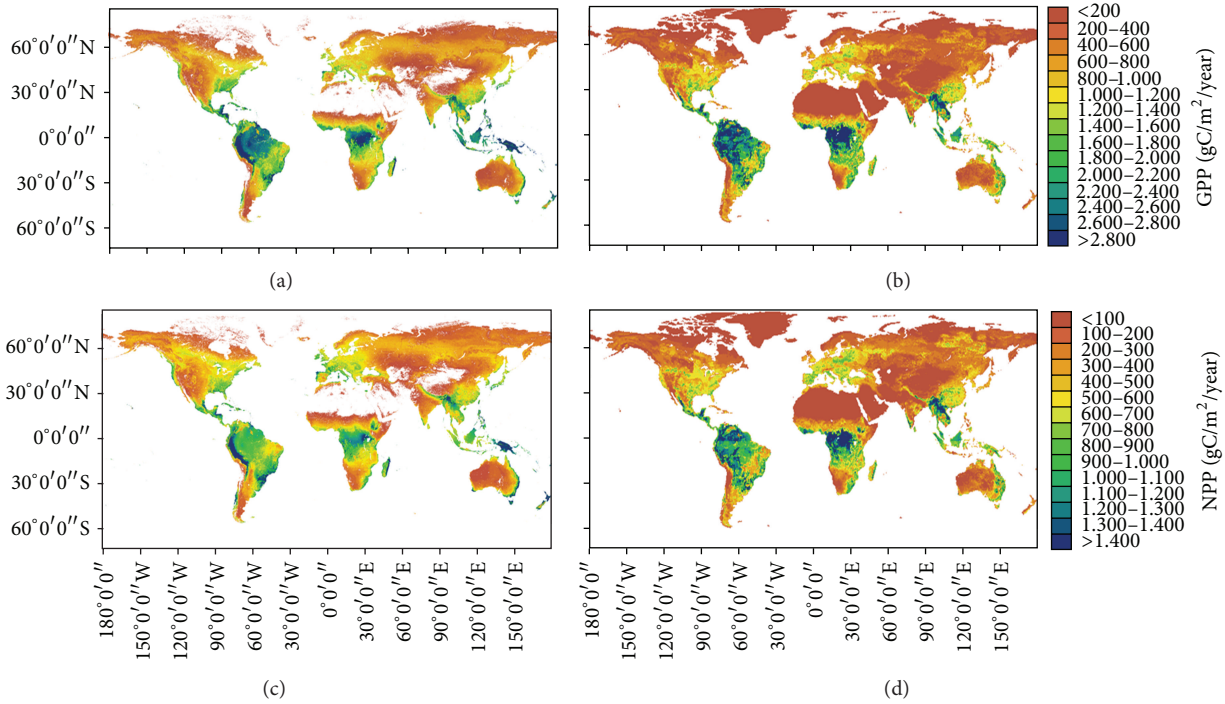 60°0′0″N
30°0′0″N
0°0′0″
30°0′0″S
60°0′0″S
(a)
(b)
<200
200–400
400–600
600–800
800–1.000
1.000–1.200
1.200–1.400
1.400–1.600
1.600–1.800
1.800–2.000
2.000–2.200
2.200–2.400
2.400–2.600
2.600–2.800
>2.800
GPP (gC/m²/year)
60°0′0″N
30°0′0″N
0°0′0″
30°0′0″S
60°0′0″S
180°0′0″
150°0′0″W
120°0′0″W
90°0′0″W
60°0′0″W
30°0′0″W
0°0′0″
30°0′0″E
60°0′0″E
90°0′0″E
120°0′0″E
150°0′0″E
(c)
180°0′0″
150°0′0″W
120°0′0″W
90°0′0″W
60°0′0″W
30°0′0″W
0°0′0″
30°0′0″E
60°0′0″E
90°0′0″E
120°0′0″E
150°0′0″E
(d)
<100
100–200
200–300
300–400
400–500
500–600
600–700
700–800
800–900
900–1.000
1.000–1.100
1.100–1.200
1.200–1.300
1.300–1.400
>1.400
NPP (gC/m²/year)